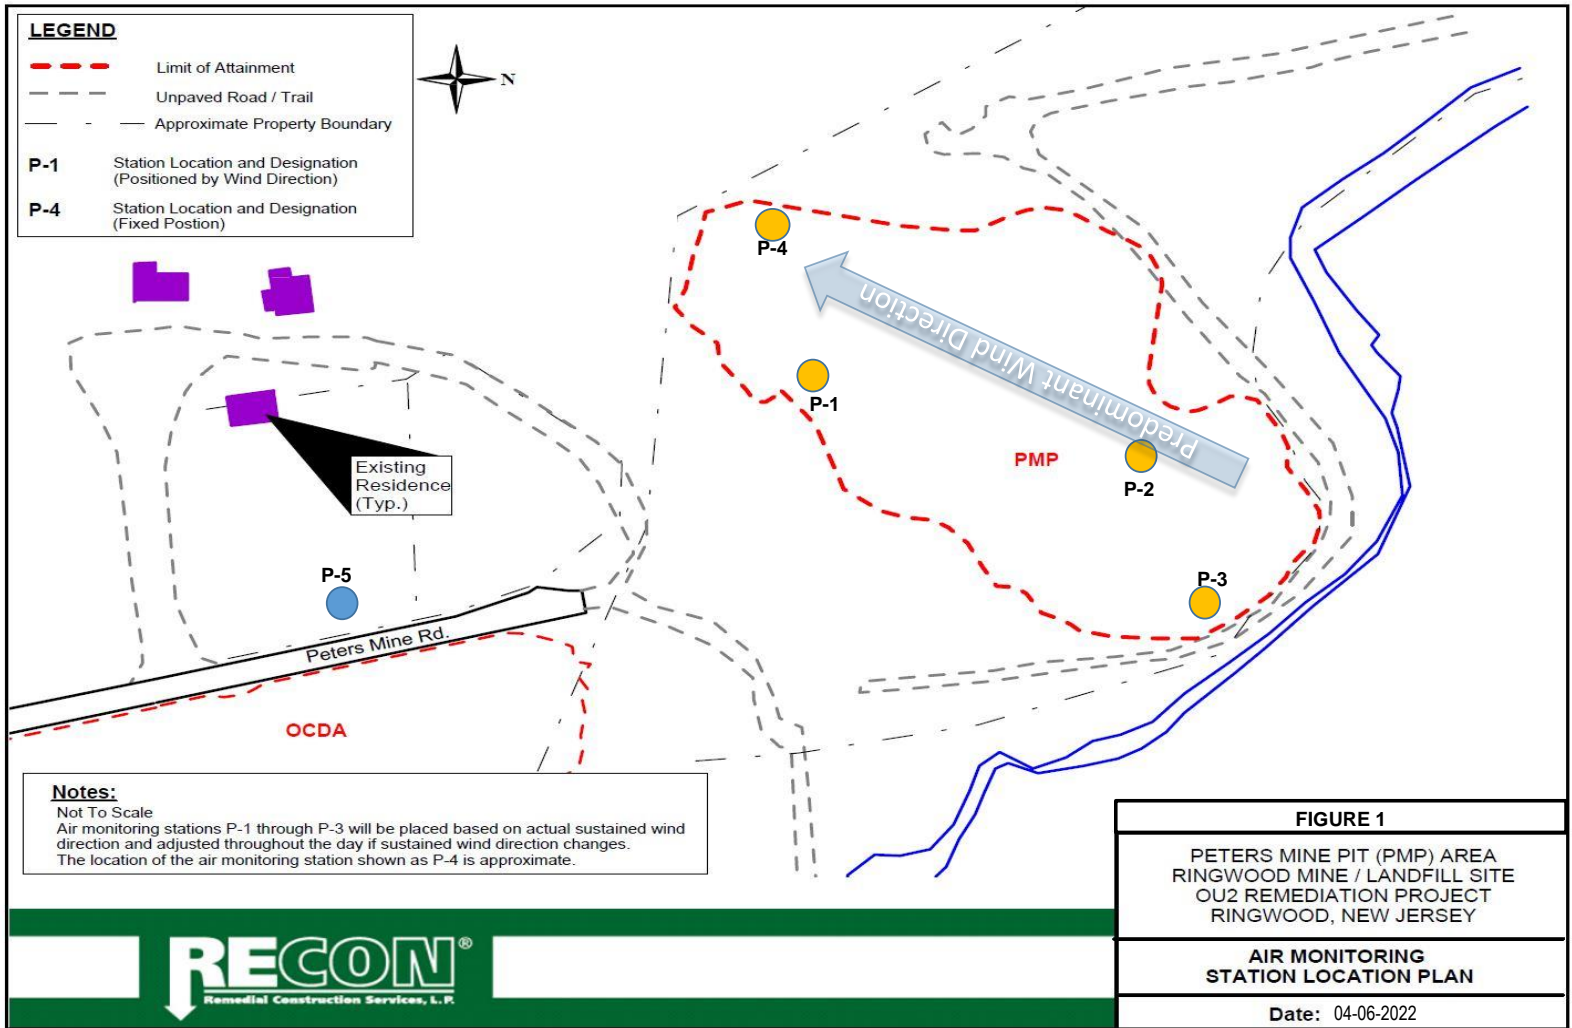 LEGEND
Limit of Attainment
Unpaved Road / Trail
Approximate Property Boundary
P-1 Station Location and Designation
(Positioned by Wind Direction)
P-4 Station Location and Designation
(Fixed Postion)
N
P-4
Predominant Wind Direction
P-1
PMP
P-2
P-3
Existing
Residence
(Typ.)
P-5
Peters Mine Rd.
OCDA
Notes:
Not To Scale
Air monitoring stations P-1 through P-3 will be placed based on actual sustained wind
direction and adjusted throughout the day if sustained wind direction changes.
The location of the air monitoring station shown as P-4 is approximate.
RECON®
Remedial Construction Services, L.P.
FIGURE 1
PETERS MINE PIT (PMP) AREA
RINGWOOD MINE / LANDFILL SITE
OU2 REMEDIATION PROJECT
RINGWOOD, NEW JERSEY
AIR MONITORING
STATION LOCATION PLAN
Date: 04-06-2022